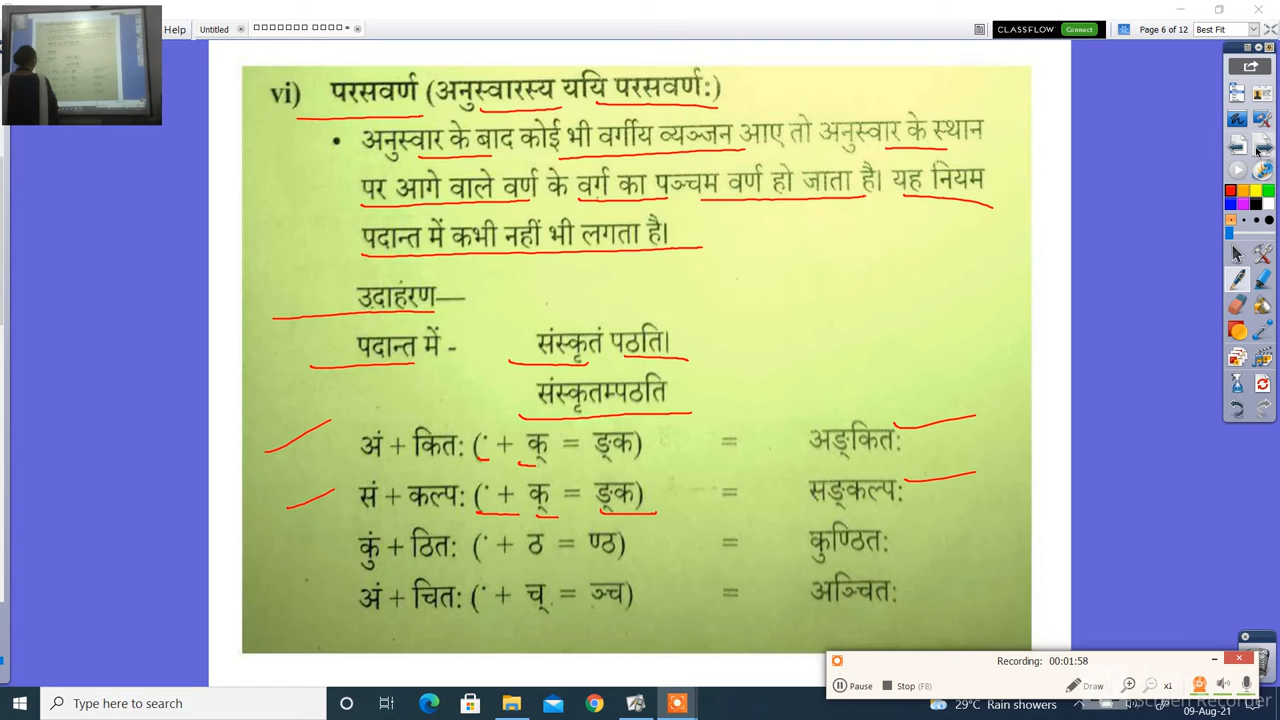 Help Untitled
CLASSFLOW Connect
Page 6 of 12 Best Fit
vi) परसवर्ण (अनुस्वारस्य ययि परसवर्ण:)
• अनुस्वार के बाद कोई भी वर्गीय व्यञ्जन आए तो अनुस्वार के स्थान
पर आगे वाले वर्ण के वर्ग का पञ्चम वर्ण हो जाता है। यह नियम
पदान्त में कभी नहीं भी लगता है।
उदाहंरण—
पदान्त में - संस्कृतं पठति।
संस्कृतम्पठति
अं + कित: (ं + क् = ङ्क) = अङ्कित:
सं + कल्प: (ं + क् = ङ्क) = सङ्कल्प:
कुं + ठित: (ं + ठ = ण्ठ) = कुण्ठित:
अं + चित: (ं + च् = ञ्च) = अञ्चित:
Recording: 00:01:58
Pause Stop (F8) Draw x1
Type here to search
29°C Rain showers
09-Aug-21